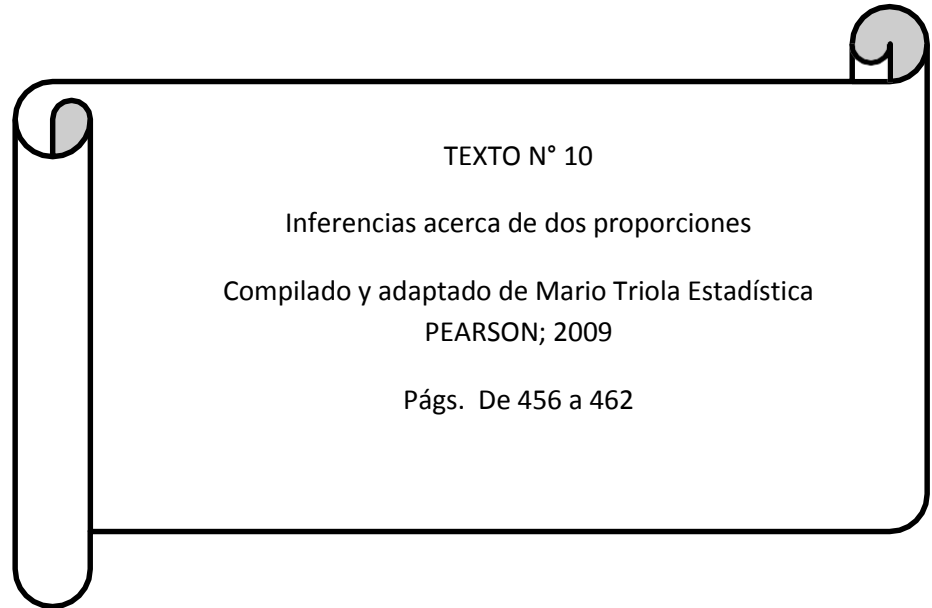 TEXTO N° 10
Inferencias acerca de dos proporciones
Compilado y adaptado de Mario Triola Estadística
PEARSON; 2009
Págs. De 456 a 462